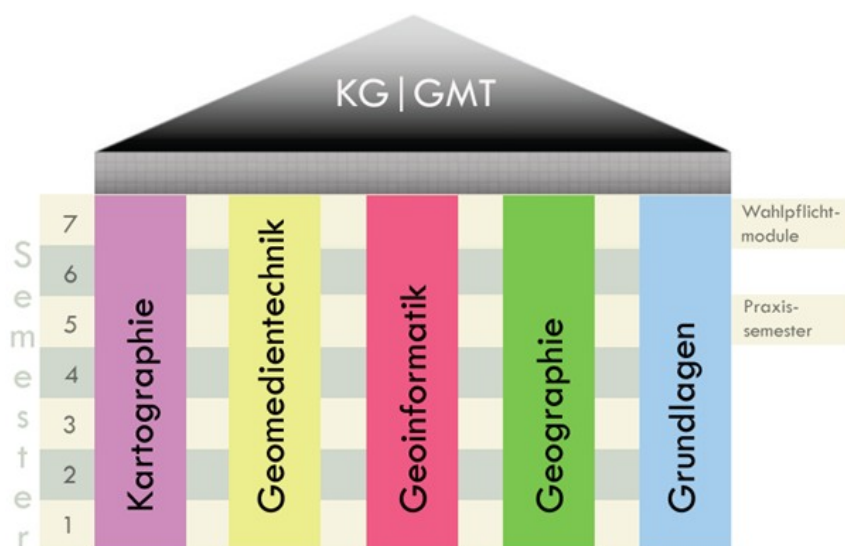 KG|GMT
Semester
7
6
5
4
3
2
1
Kartographie
Geomedientechnik
Geoinformatik
Geographie
Grundlagen
Wahlpflicht-
module
Praxis-
semester